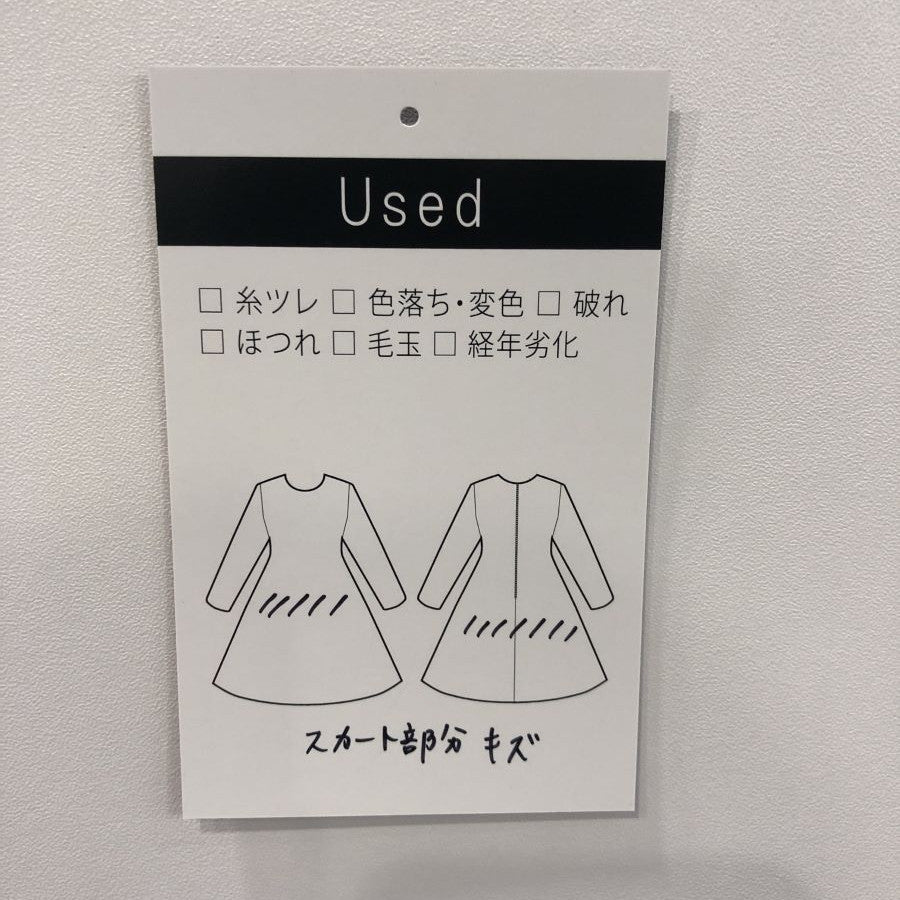 Used
□ 糸ツレ □ 色落ち・変色 □ 破れ
□ ほつれ □ 毛玉 □ 経年劣化
スカート部分 キズ